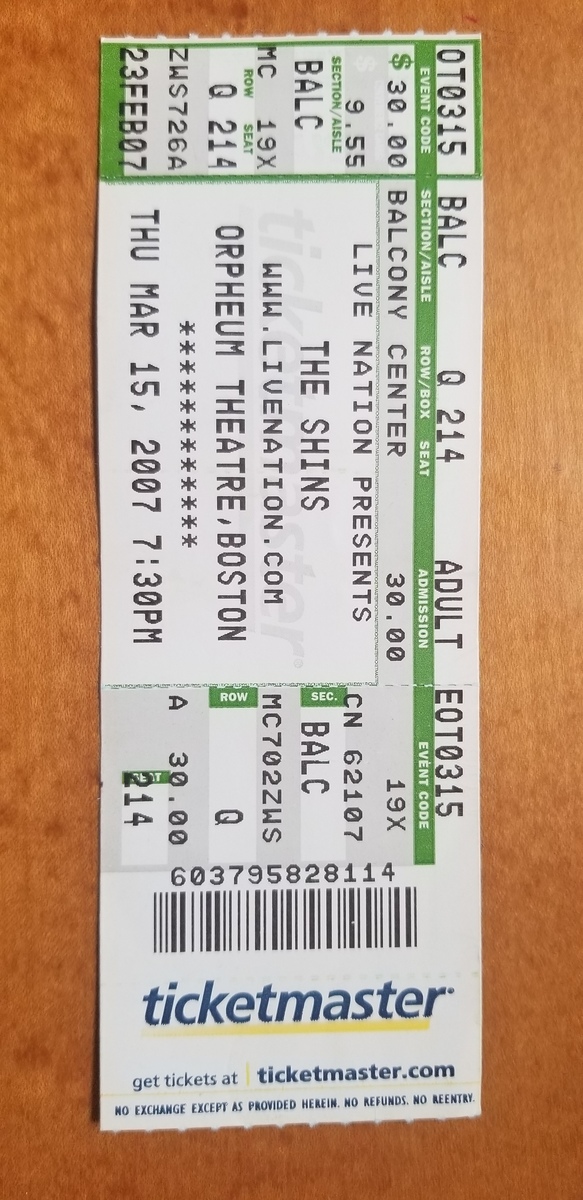 OT0315
EVENT CODE
$ 30.00
9.55
SECTION/AISLE
BALC
MC 19X
ROW SEAT
Q 214
ZWS726A
23FEB07
BALC Q 214 ADULT
SECTION/AISLE ROW/BOX SEAT ADMISSION
BALCONY CENTER 30.00
LIVE NATION PRESENTS
THE SHINS
WWW.LIVENATION.COM
ticketmaster
ORPHEUM THEATRE,BOSTON
***********
THU MAR 15, 2007 7:30PM
EOT0315
EVENT CODE
19X
CN 62107
SEC.
BALC
MC702ZWS
ROW
Q
A 30.00
SEAT
214
603795828114
ticketmaster
get tickets at | ticketmaster.com
NO EXCHANGE EXCEPT AS PROVIDED HEREIN. NO REFUNDS. NO REENTRY.